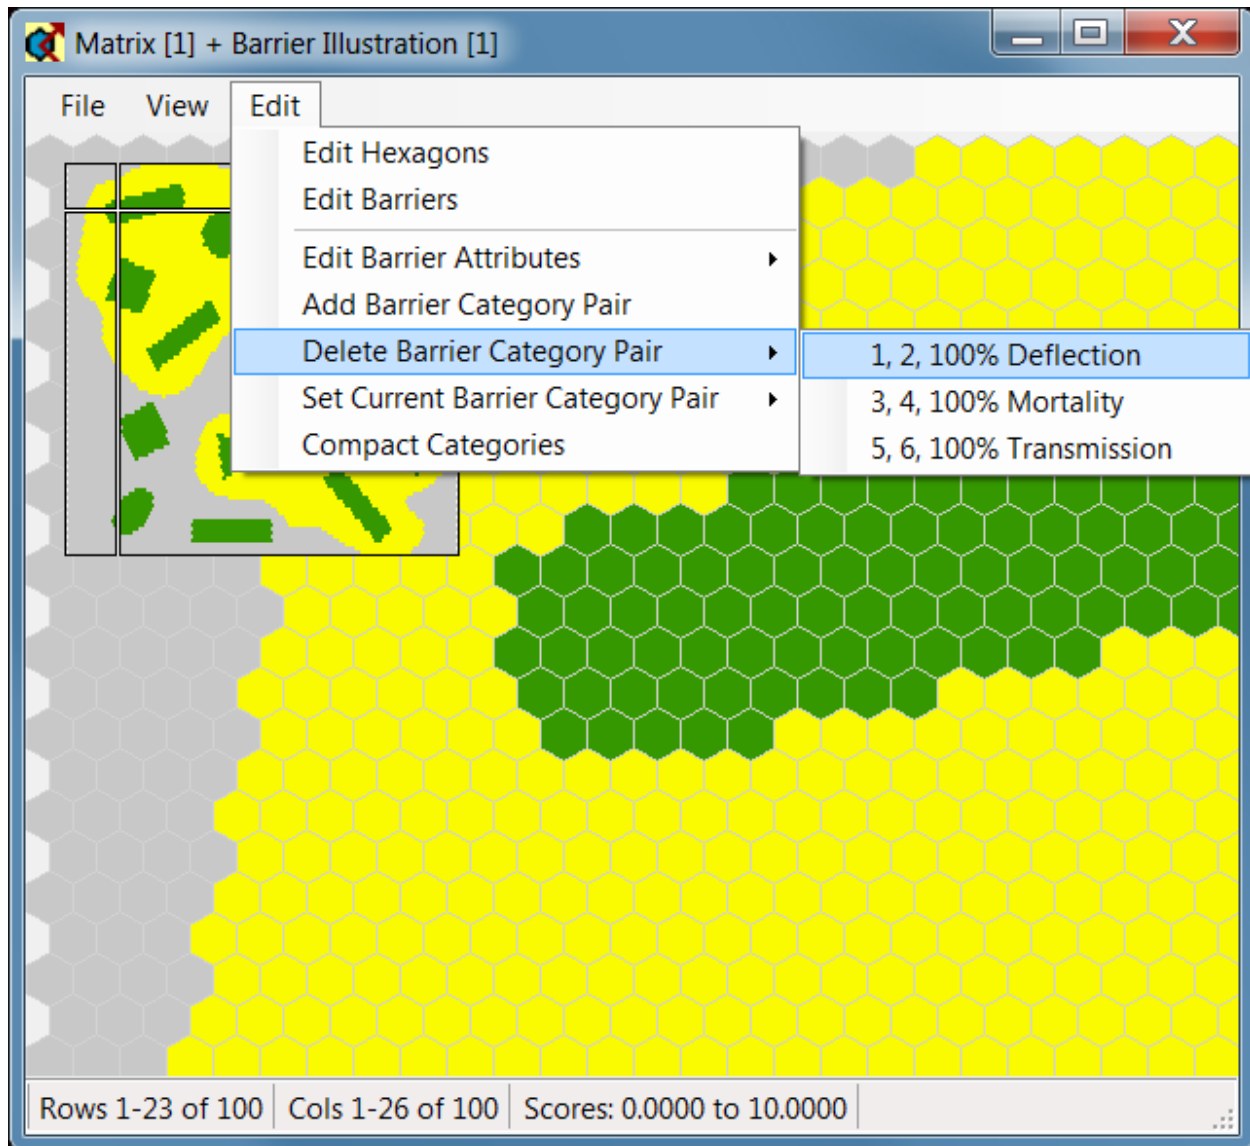 Matrix [1] + Barrier Illustration [1]
File View Edit
Edit Hexagons
Edit Barriers
Edit Barrier Attributes
Add Barrier Category Pair
Delete Barrier Category Pair
Set Current Barrier Category Pair
Compact Categories
1, 2, 100% Deflection
3, 4, 100% Mortality
5, 6, 100% Transmission
Rows 1-23 of 100 Cols 1-26 of 100 Scores: 0.0000 to 10.0000